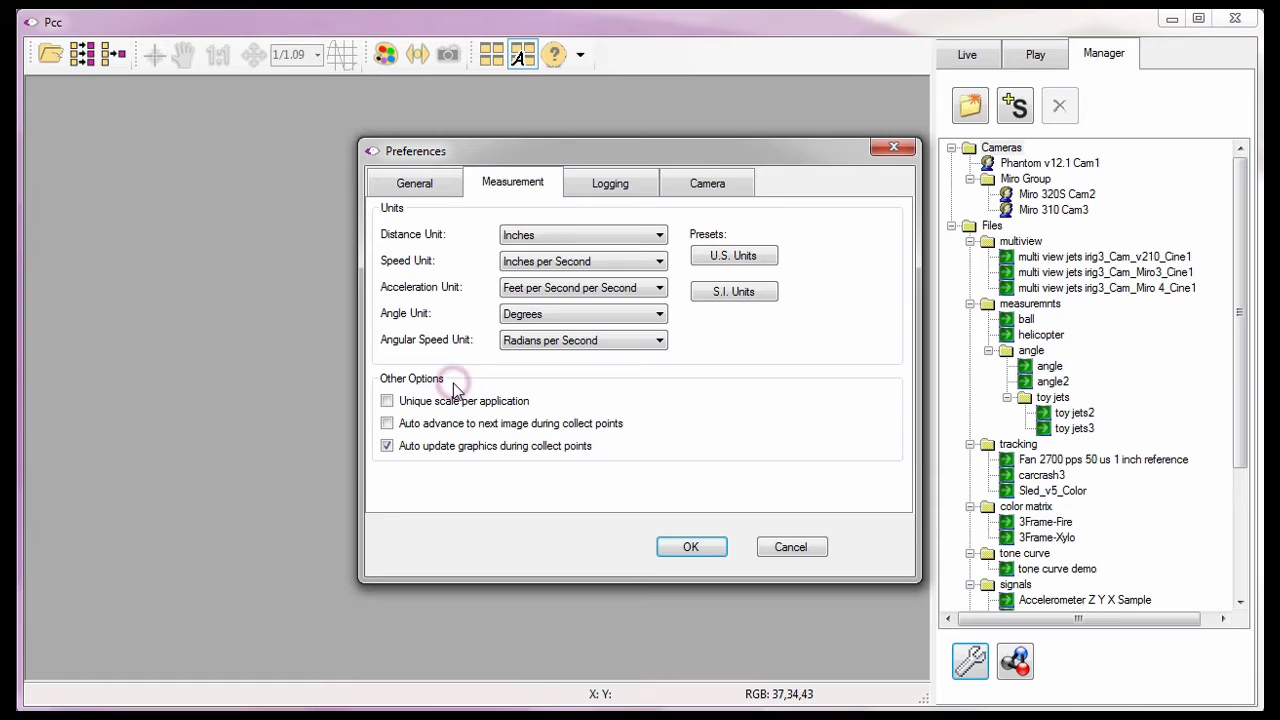 Pcc
1/1.09
A
S
Live
Play
Manager
Preferences
General
Measurement
Logging
Camera
Units
Distance Unit:
Inches
Presets:
U.S. Units
Speed Unit:
Inches per Second
Acceleration Unit:
Feet per Second per Second
S.I. Units
Angle Unit:
Degrees
Angular Speed Unit:
Radians per Second
Other Options
Unique scale per application
Auto advance to next image during collect points
Auto update graphics during collect points
OK
Cancel
Cameras
Phantom v12.1 Cam1
Miro Group
Miro 320S Cam2
Miro 310 Cam3
Files
multiview
multi view jets irig3_Cam_v210_Cine1
multi view jets irig3_Cam_Miro3_Cine1
multi view jets irig3_Cam_Miro 4_Cine1
measuremnts
ball
helicopter
angle
angle
angle2
toy jets
toy jets2
toy jets3
tracking
Fan 2700 pps 50 us 1 inch reference
carcrash3
Sled_v5_Color
color matrix
3Frame-Fire
3Frame-Xylo
tone curve
tone curve demo
signals
Accelerometer Z Y X Sample
X: Y:
RGB: 37,34,43